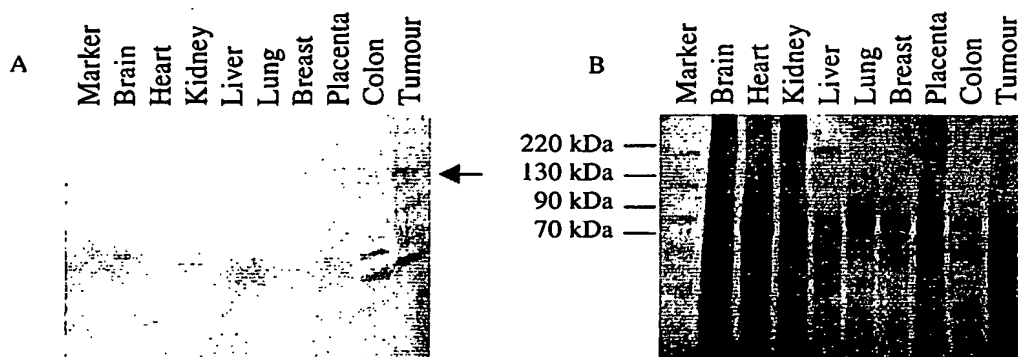 A
Marker
Brain
Heart
Kidney
Liver
Lung
Breast
Placenta
Colon
Tumour
B
Marker
Brain
Heart
Kidney
Liver
Lung
Breast
Placenta
Colon
Tumour
220 kDa
130 kDa
90 kDa
70 kDa